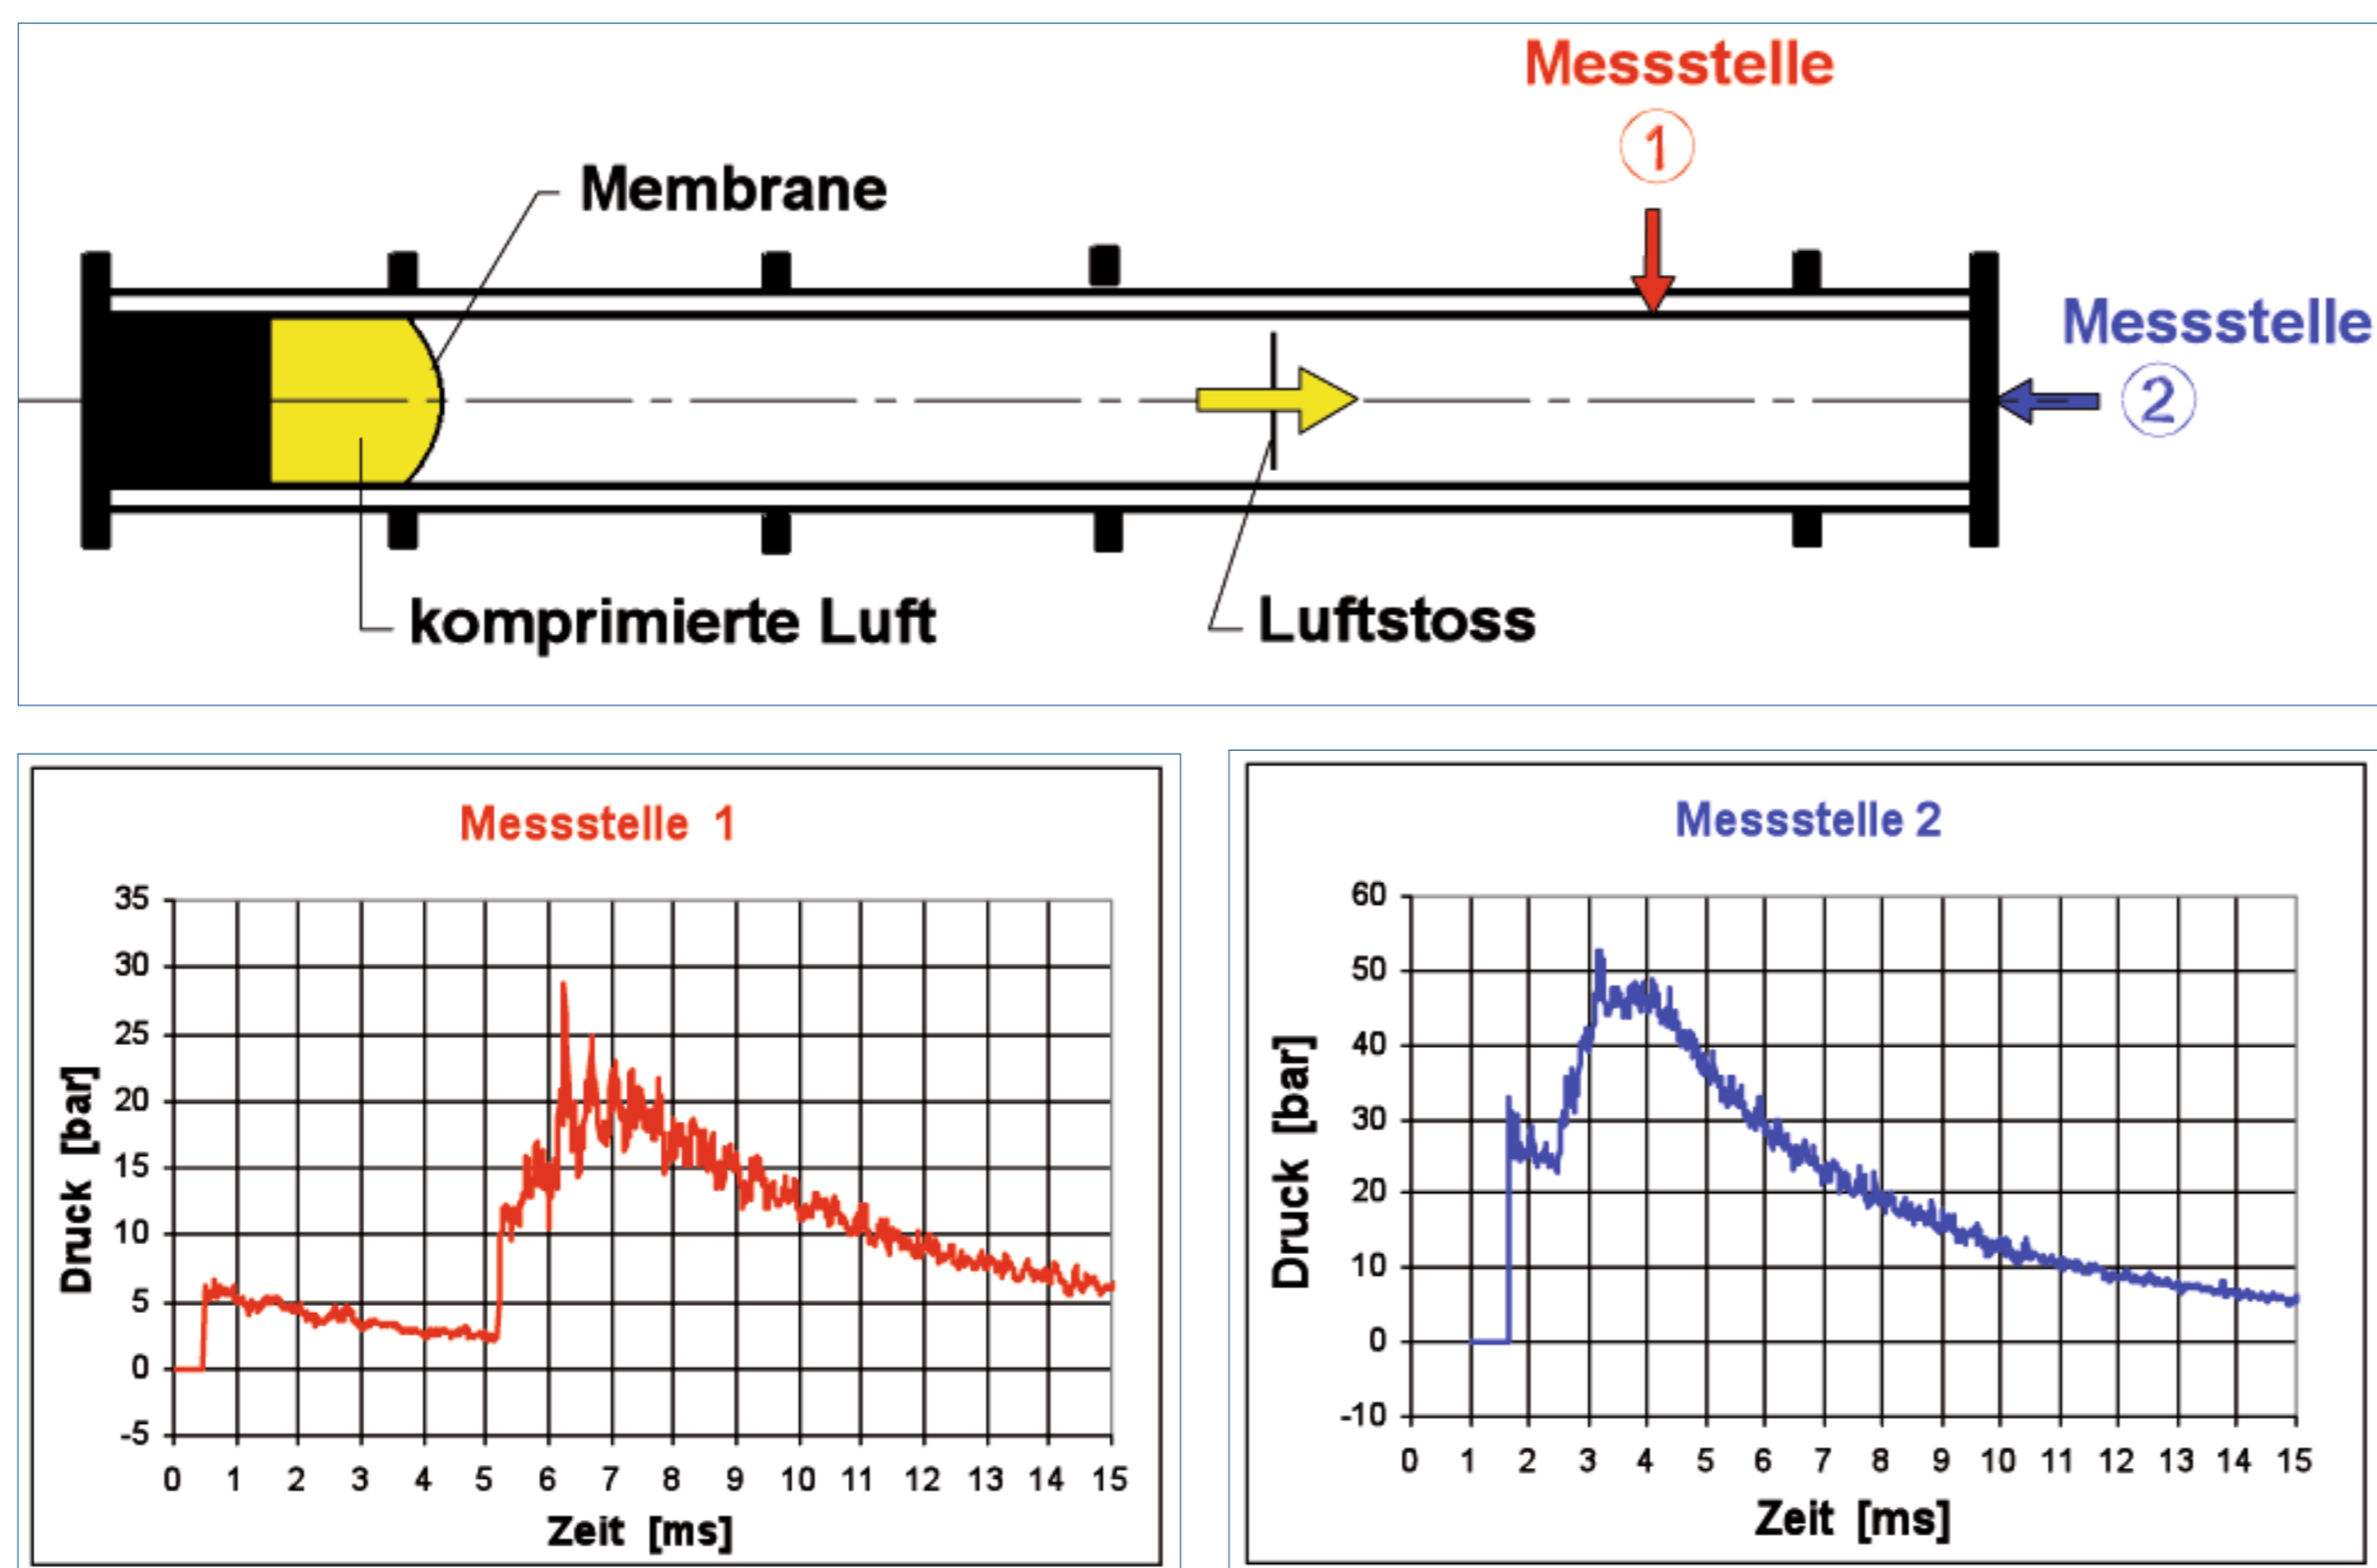 Messstelle
1
Membrane
Messstelle
2
komprimierte Luft
Luftstoss
Messstelle 1
35
30
25
20
15
10
5
0
-5
Druck [bar]
0 1 2 3 4 5 6 7 8 9 10 11 12 13 14 15
Zeit [ms]
Messstelle 2
60
50
40
30
20
10
0
-10
Druck [bar]
0 1 2 3 4 5 6 7 8 9 10 11 12 13 14 15
Zeit [ms]